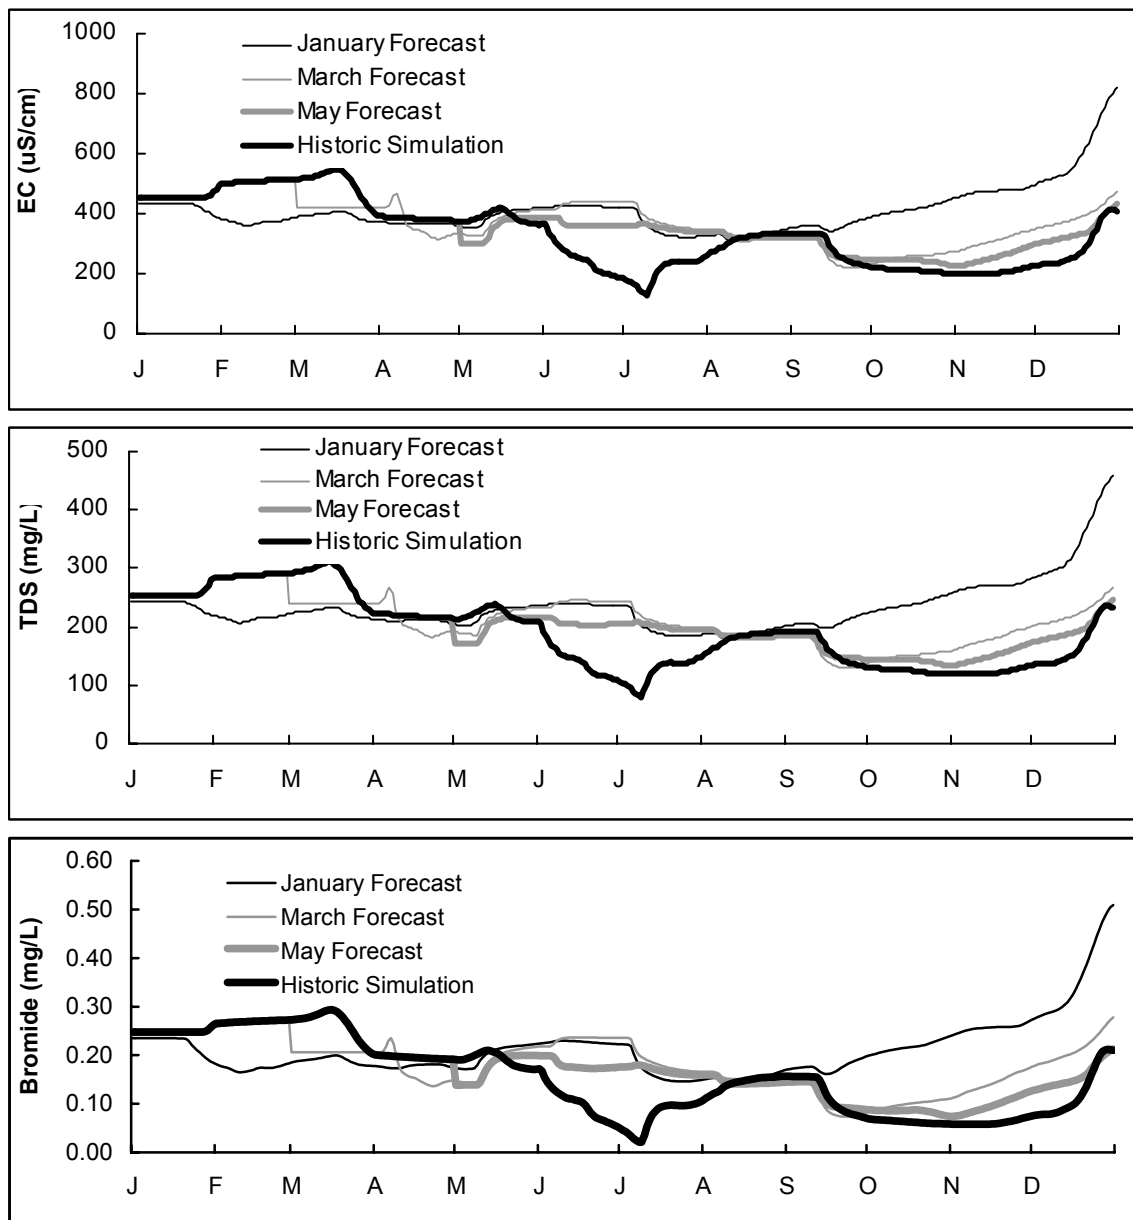 1000
800
600
400
200
0
EC (uS/cm)
January Forecast
March Forecast
May Forecast
Historic Simulation
J F M A M J J A S O N D
500
400
300
200
100
0
TDS (mg/L)
January Forecast
March Forecast
May Forecast
Historic Simulation
J F M A M J J A S O N D
0.60
0.50
0.40
0.30
0.20
0.10
0.00
Bromide (mg/L)
January Forecast
March Forecast
May Forecast
Historic Simulation
J F M A M J J A S O N D